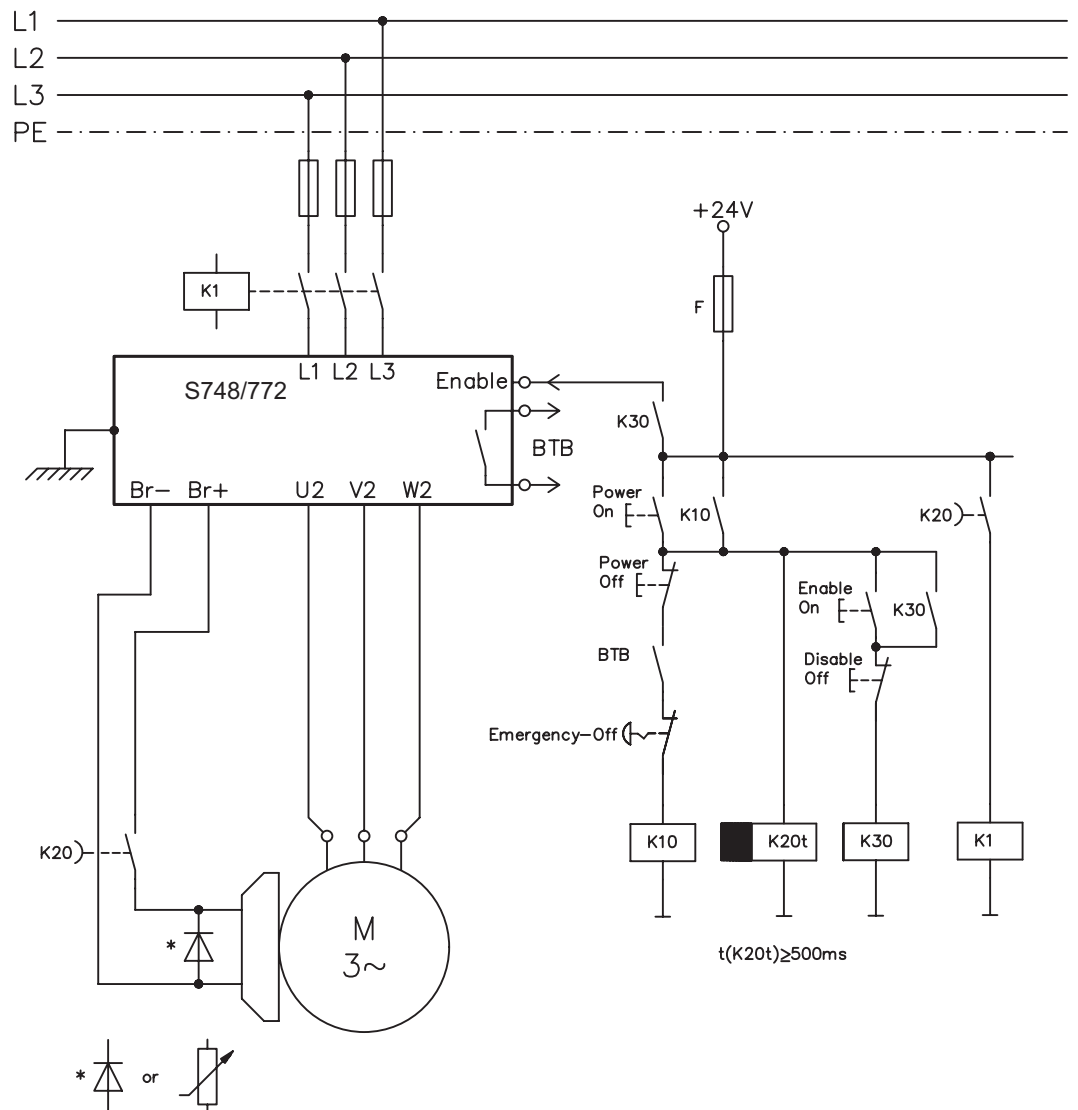 L1
L2
L3
PE
+24V
F
K1
L1 L2 L3
S748/772
Enable
K30
BTB
Br- Br+ U2 V2 W2
Power
On
K10
K20
Power
Off
Enable
On
K30
BTB
Disable
Off
Emergency-Off
K10
K20t
K30
K1
K20
*
M
3~
t(K20t)≥500ms
* or